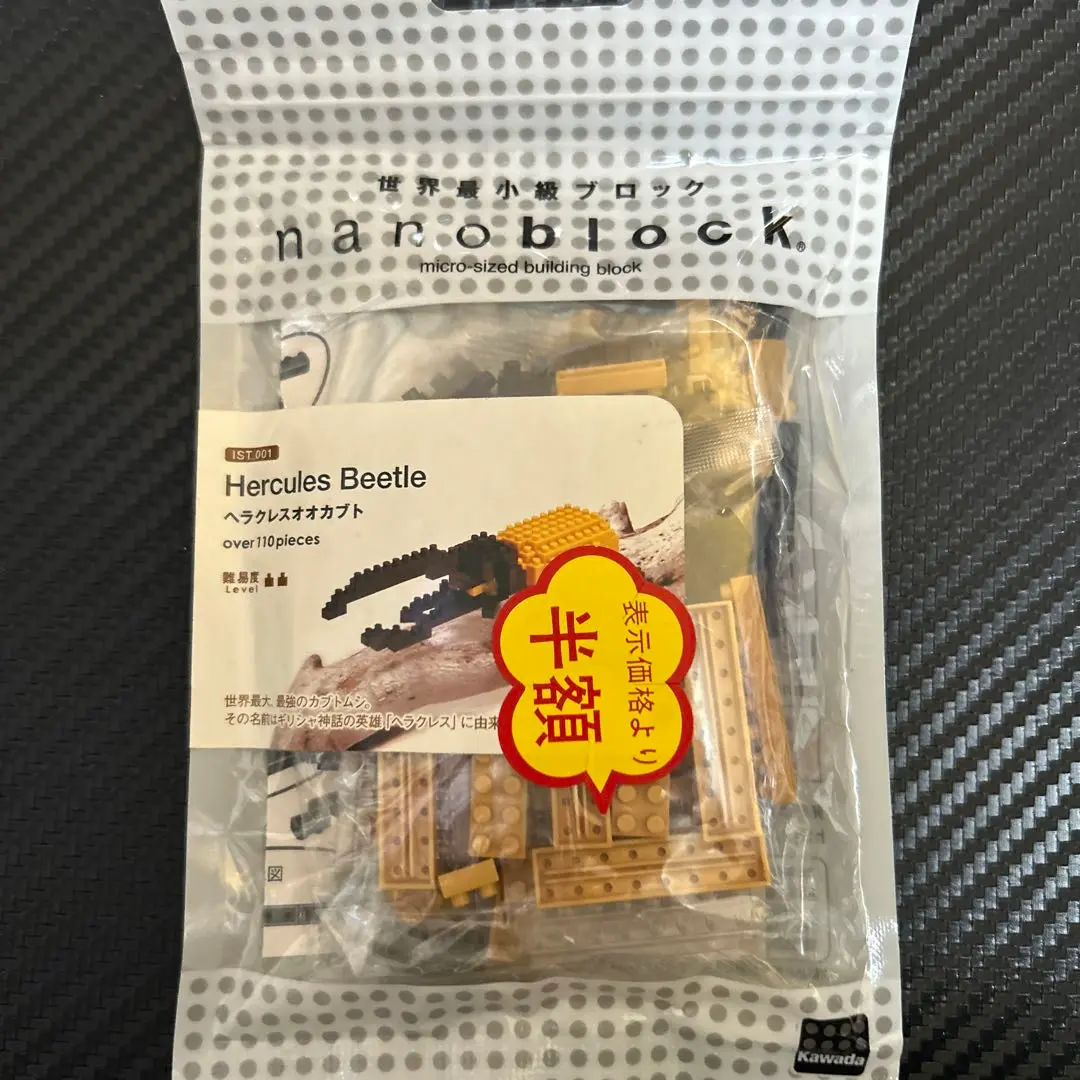 世界最小級ブロック
nanoblock®
micro-sized building block
IST_001
Hercules Beetle
ヘラクレスオオカブト
over110pieces
難易度
Level
世界最大、最強のカブトムシ。
その名前はギリシャ神話の英雄「ヘラクレス」に由来
表示価格より
半額
図
Kawada